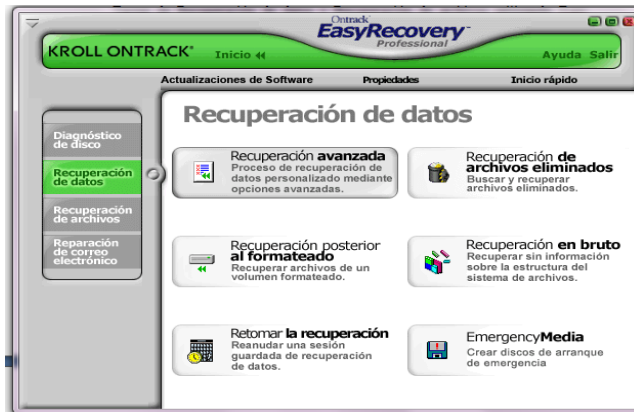 Ontrack
EasyRecovery
Professional
KROLL ONTRACK
Inicio
Ayuda Salir
Actualizaciones de Software Propiedades Inicio rápido
Diagnóstico
de disco
Recuperación
de datos
Recuperación
de archivos
Reparación
de correo
electrónico
Recuperación de datos
Recuperación avanzada
Proceso de recuperación de
datos personalizado mediante
opciones avanzadas.
Recuperación de
archivos eliminados
Buscar y recuperar
archivos eliminados.
Recuperación posterior
al formateado
Recuperar archivos de un
volumen formateado.
Recuperación en bruto
Recuperar sin información
sobre la estructura del
sistema de archivos.
Retomar la recuperación
Reanudar una sesión
guardada de recuperación
de datos.
EmergencyMedia
Crear discos de arranque
de emergencia